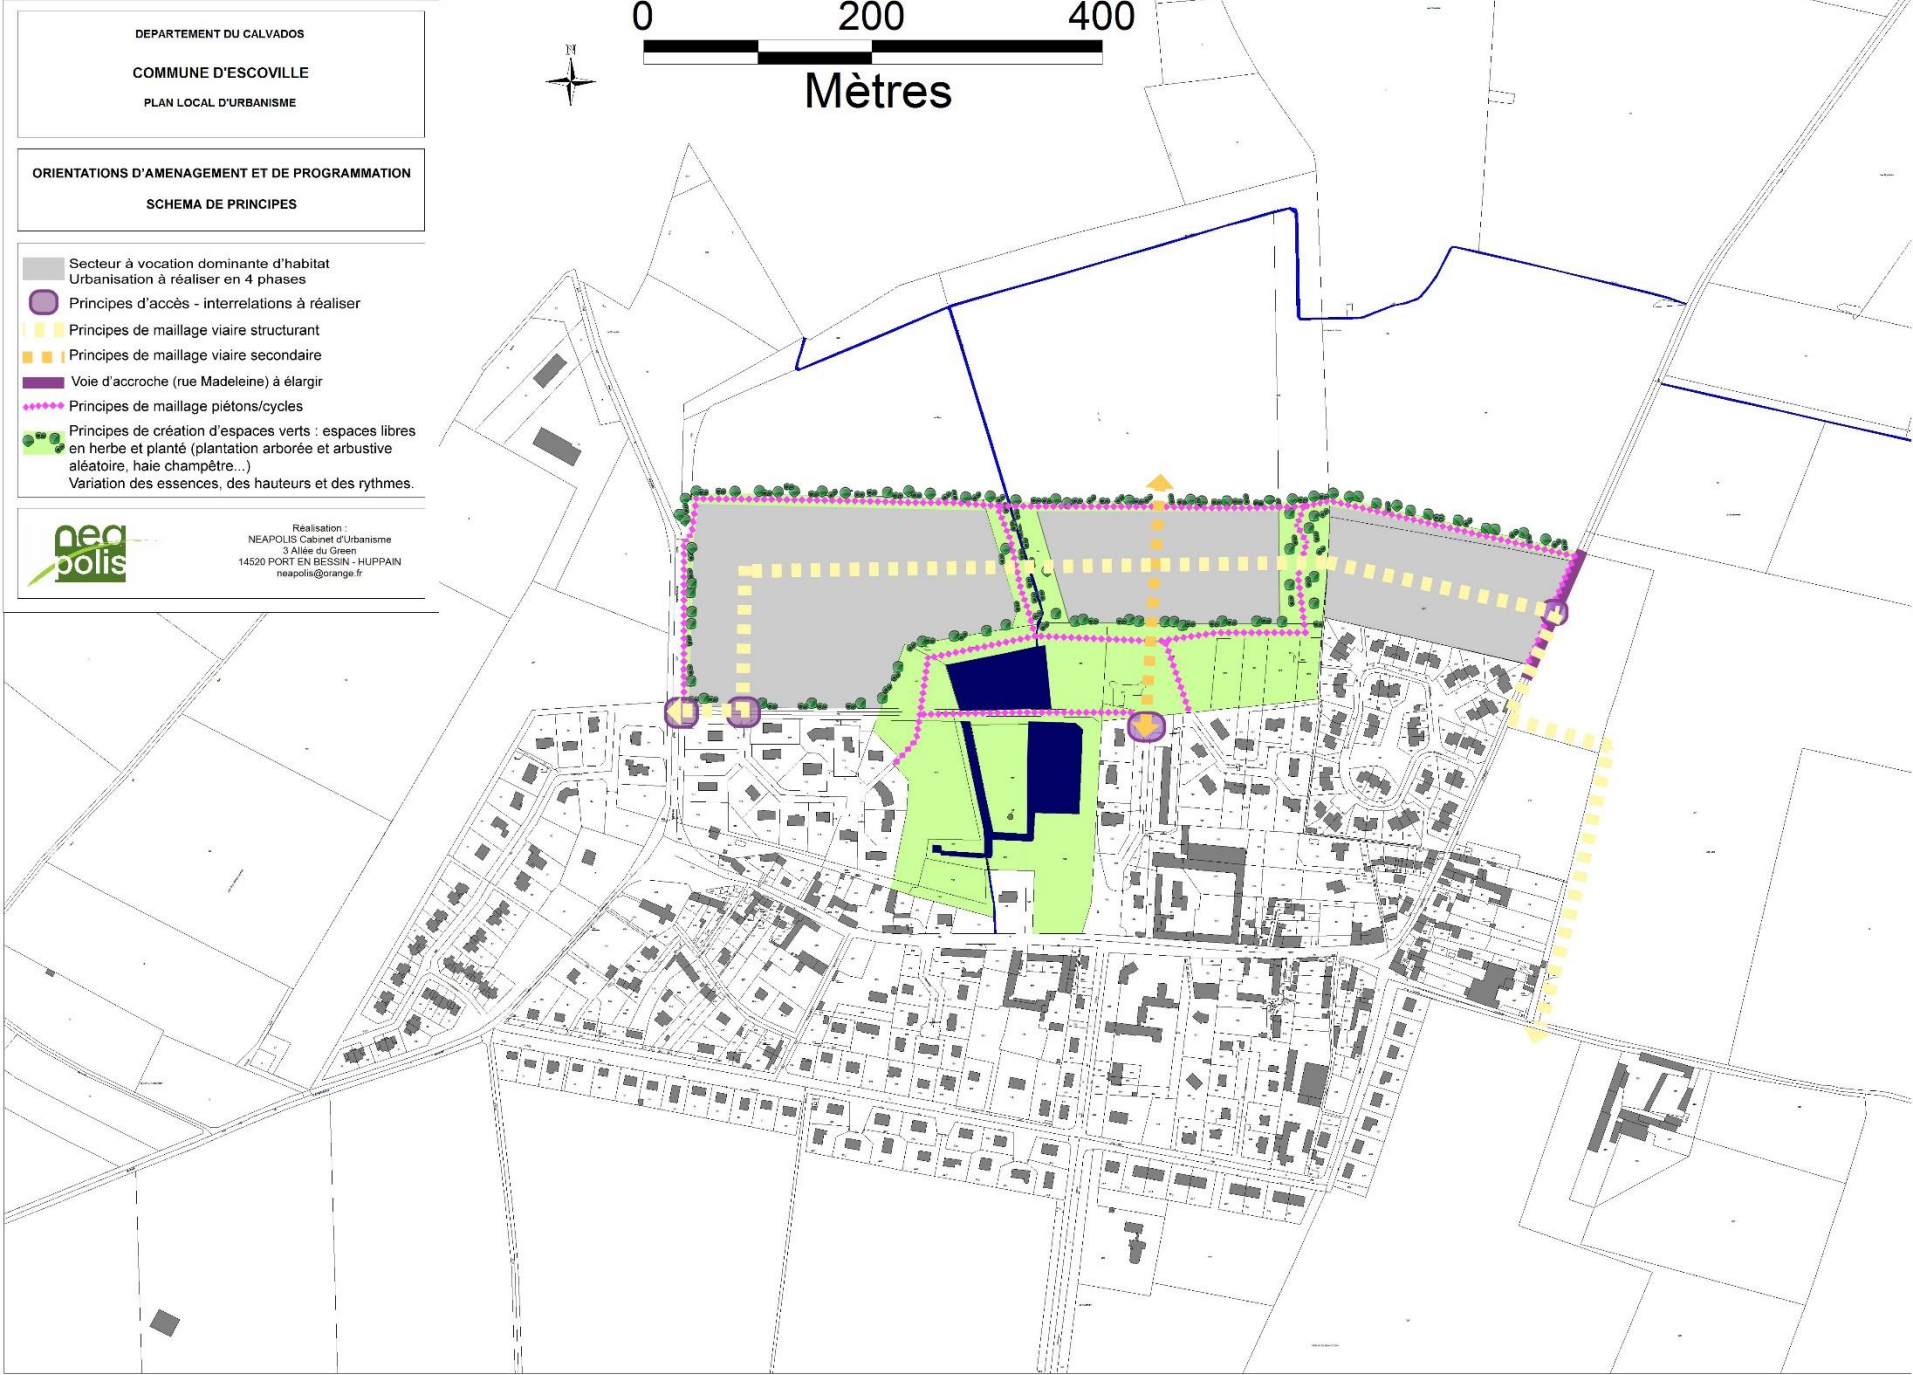 DEPARTEMENT DU CALVADOS
COMMUNE D'ESCOVILLE
PLAN LOCAL D'URBANISME
ORIENTATIONS D'AMENAGEMENT ET DE PROGRAMMATION
SCHEMA DE PRINCIPES
Secteur à vocation dominante d'habitat
Urbanisation à réaliser en 4 phases
Principes d'accès - interrelations à réaliser
Principes de maillage viaire structurant
Principes de maillage viaire secondaire
Voie d'accroche (rue Madeleine) à élargir
Principes de maillage piétons/cycles
Principes de création d'espaces verts : espaces libres
en herbe et planté (plantation arborée et arbustive
aléatoire, haie champêtre...)
Variation des essences, des hauteurs et des rythmes.
nea
polis
Réalisation :
NEAPOLIS Cabinet d'Urbanisme
3 Allée du Green
14520 PORT EN BESSIN - HUPPAIN
neapolis@orange.fr
N
0 200 400
Mètres